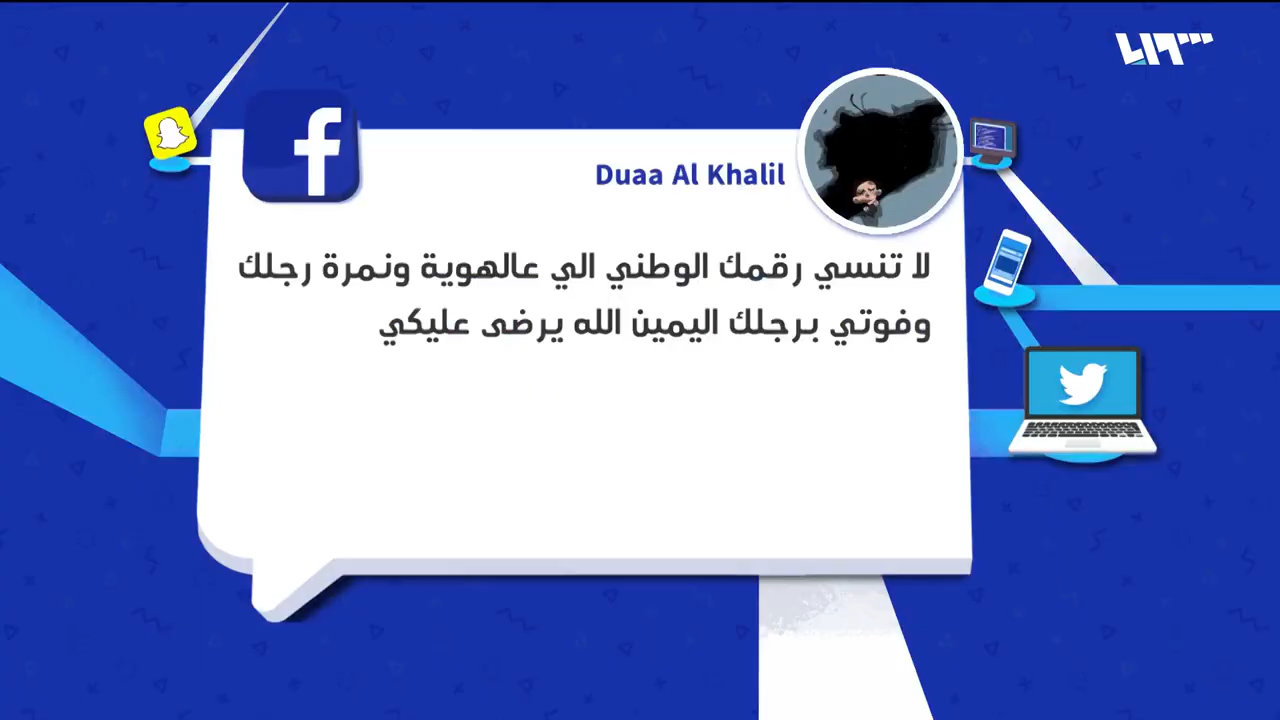 Duaa Al Khalil
لا تنسي رقمك الوطني الي عالهوية ونمرة رجلك
وفوتي برجلك اليمين الله يرضى عليكي